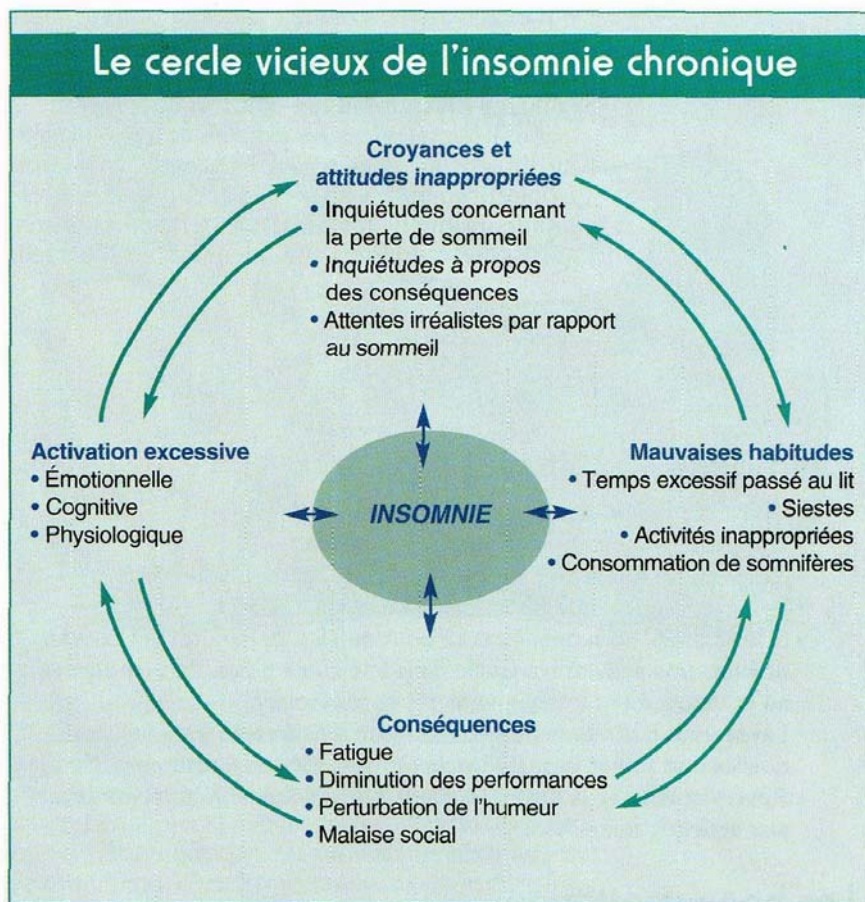 Le cercle vicieux de l'insomnie chronique
Croyances et
attitudes inappropriées
• Inquiétudes concernant
la perte de sommeil
• Inquiétudes à propos
des conséquences
• Attentes irréalistes par rapport
au sommeil
Activation excessive
• Émotionnelle
• Cognitive
• Physiologique
INSOMNIE
Mauvaises habitudes
• Temps excessif passé au lit
• Siestes
• Activités inappropriées
• Consommation de somnifères
Conséquences
• Fatigue
• Diminution des performances
• Perturbation de l'humeur
• Malaise social